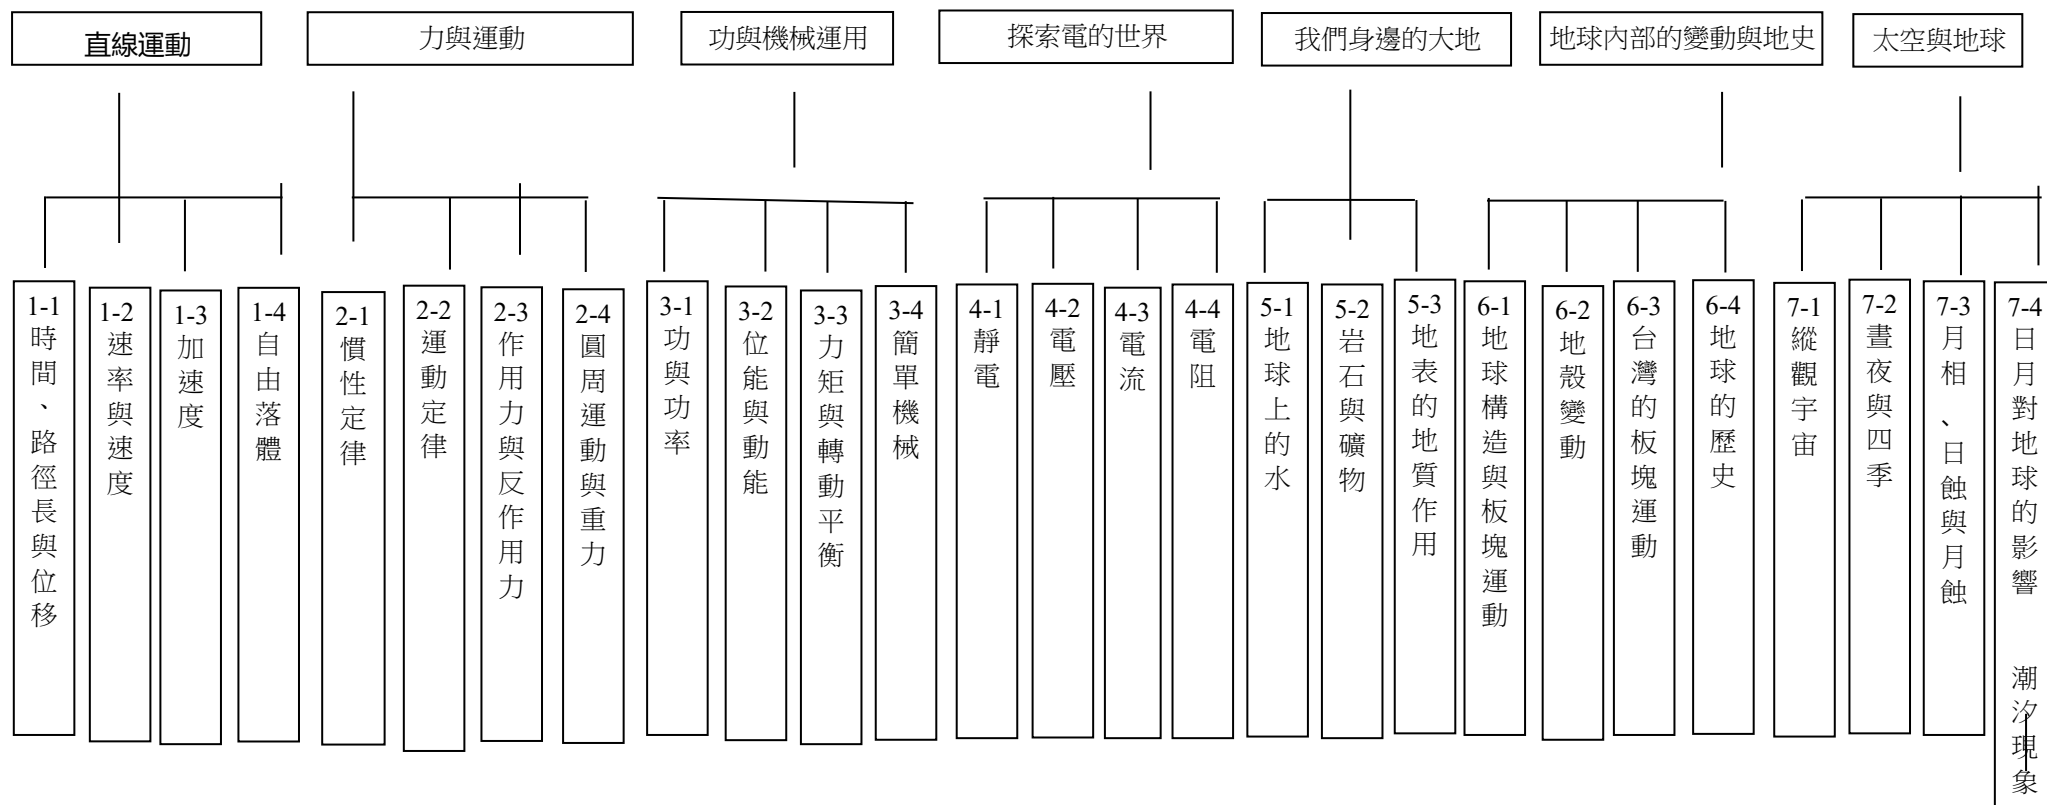 直線運動
力與運動
功與機械運用
探索電的世界
我們身邊的大地
地球內部的變動與地史
太空與地球
1-1
時間、路徑長與位移
1-2
速率與速度
1-3
加速度
1-4
自由落體
2-1
慣性定律
2-2
運動定律
2-3
作用力與反作用力
2-4
圓周運動與重力
3-1
功與功率
3-2
位能與動能
3-3
力矩與轉動平衡
3-4
簡單機械
4-1
靜電
4-2
電壓
4-3
電流
4-4
電阻
5-1
地球上的水
5-2
岩石與礦物
5-3
地表的地質作用
6-1
地球構造與板塊運動
6-2
地殼變動
6-3
台灣的板塊運動
6-4
地球的歷史
7-1
縱觀宇宙
7-2
晝夜與四季
7-3
月相、日蝕與月蝕
7-4
日月對地球的影響 潮汐現象